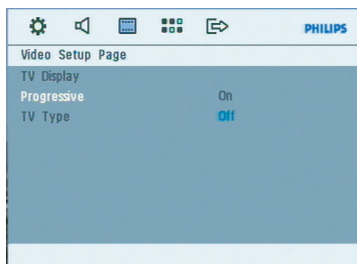 PHILIPS
Video Setup Page
TV Display
Progressive On
TV Type Off